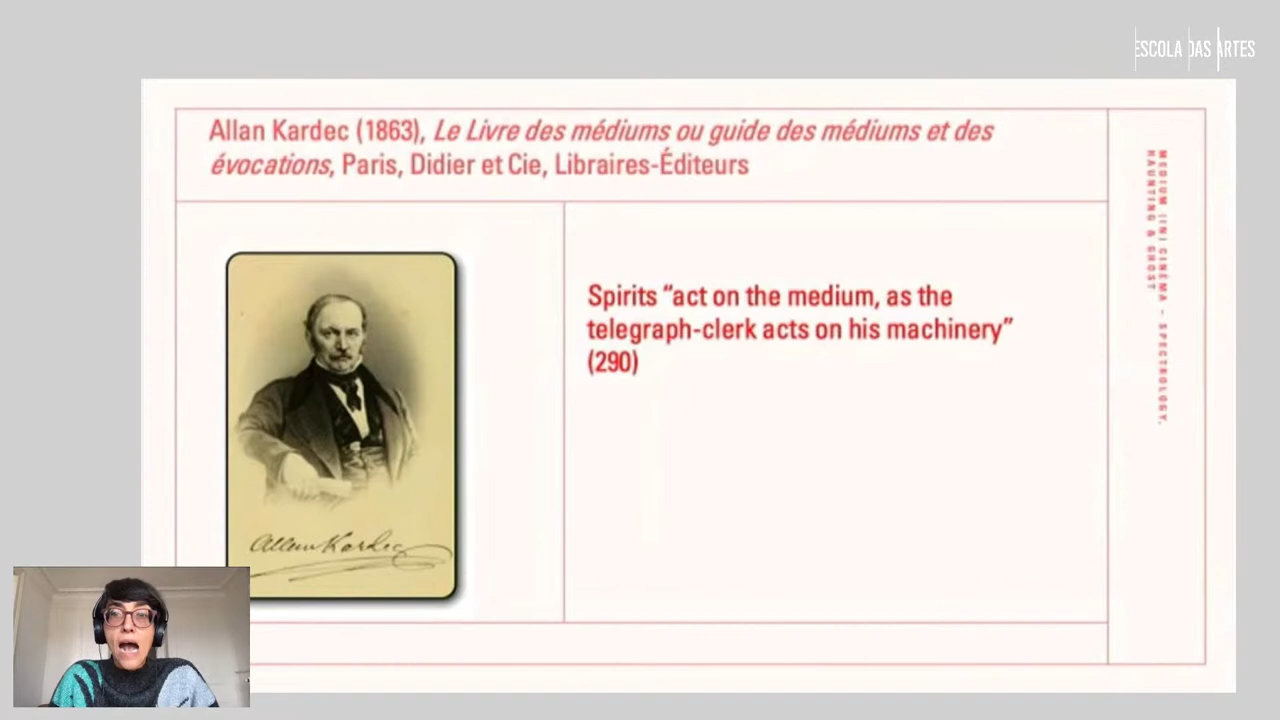 ESCOLA DAS ARTES
Allan Kardec (1863), Le Livre des médiums ou guide des médiums et des
évocations, Paris, Didier et Cie, Libraires-Éditeurs
MEDIUM (IN) CINÉMA – SPECTROLOGY,
HAUNTING & GHOST
Spirits “act on the medium, as the
telegraph-clerk acts on his machinery”
(290)
Allan Kardec